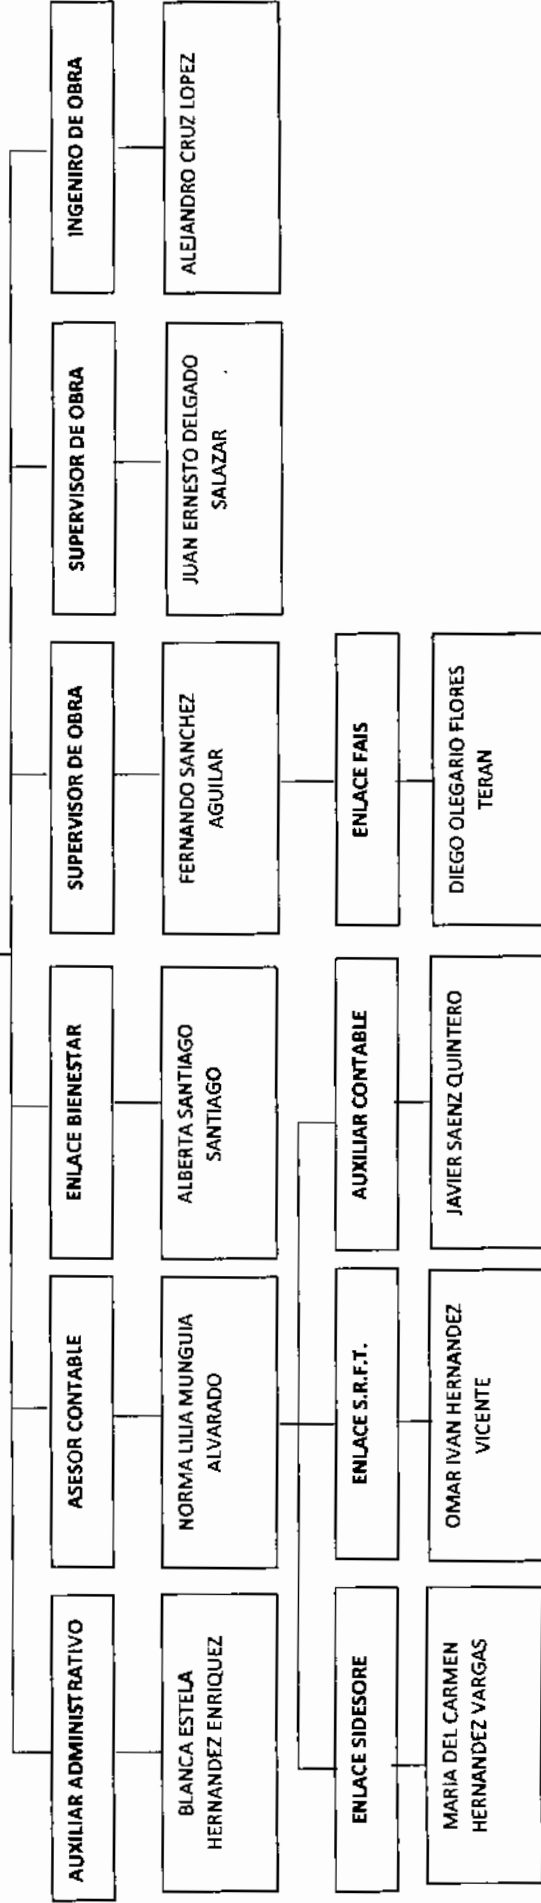 AUXILIAR ADMINISTRATIVO
ASESOR CONTABLE
ENLACE BIENESTAR
SUPERVISOR DE OBRA
SUPERVISOR DE OBRA
INGENIRO DE OBRA
BLANCA ESTELA
HERNANDEZ ENRIQUEZ
NORMA LILIA MUNGUIA
ALVARADO
ALBERTA SANTIAGO
SANTIAGO
FERNANDO SANCHEZ
AGUILAR
JUAN ERNESTO DELGADO
SALAZAR
ALEJANDRO CRUZ LOPEZ
ENLACE SIDESORE
ENLACE S.R.F.T.
AUXILIAR CONTABLE
ENLACE FAIS
MARIA DEL CARMEN
HERNANDEZ VARGAS
OMAR IVAN HERNANDEZ
VICENTE
JAVIER SAENZ QUINTERO
DIEGO OLEGARIO FLORES
TERAN